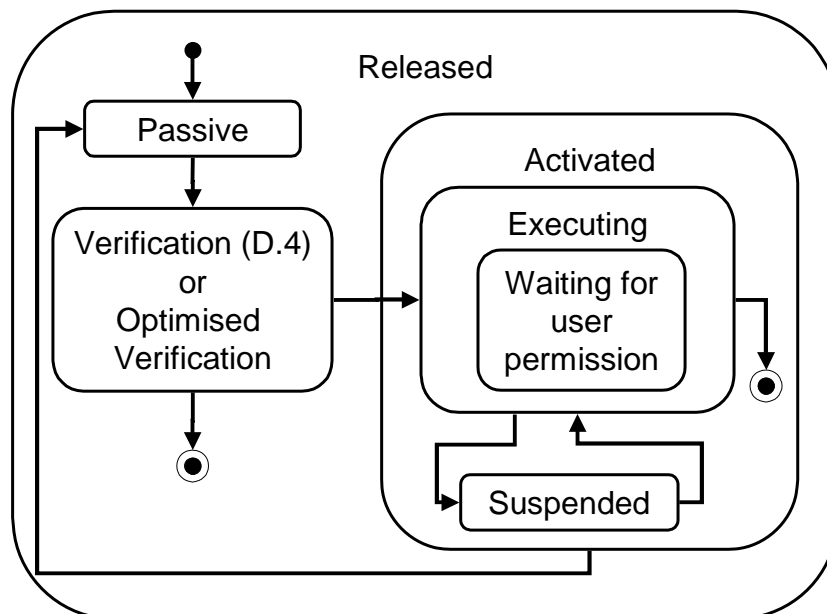 Released
Passive
Activated
Verification (D.4)
or
Optimised
Verification
Executing
Waiting for
user
permission
Suspended